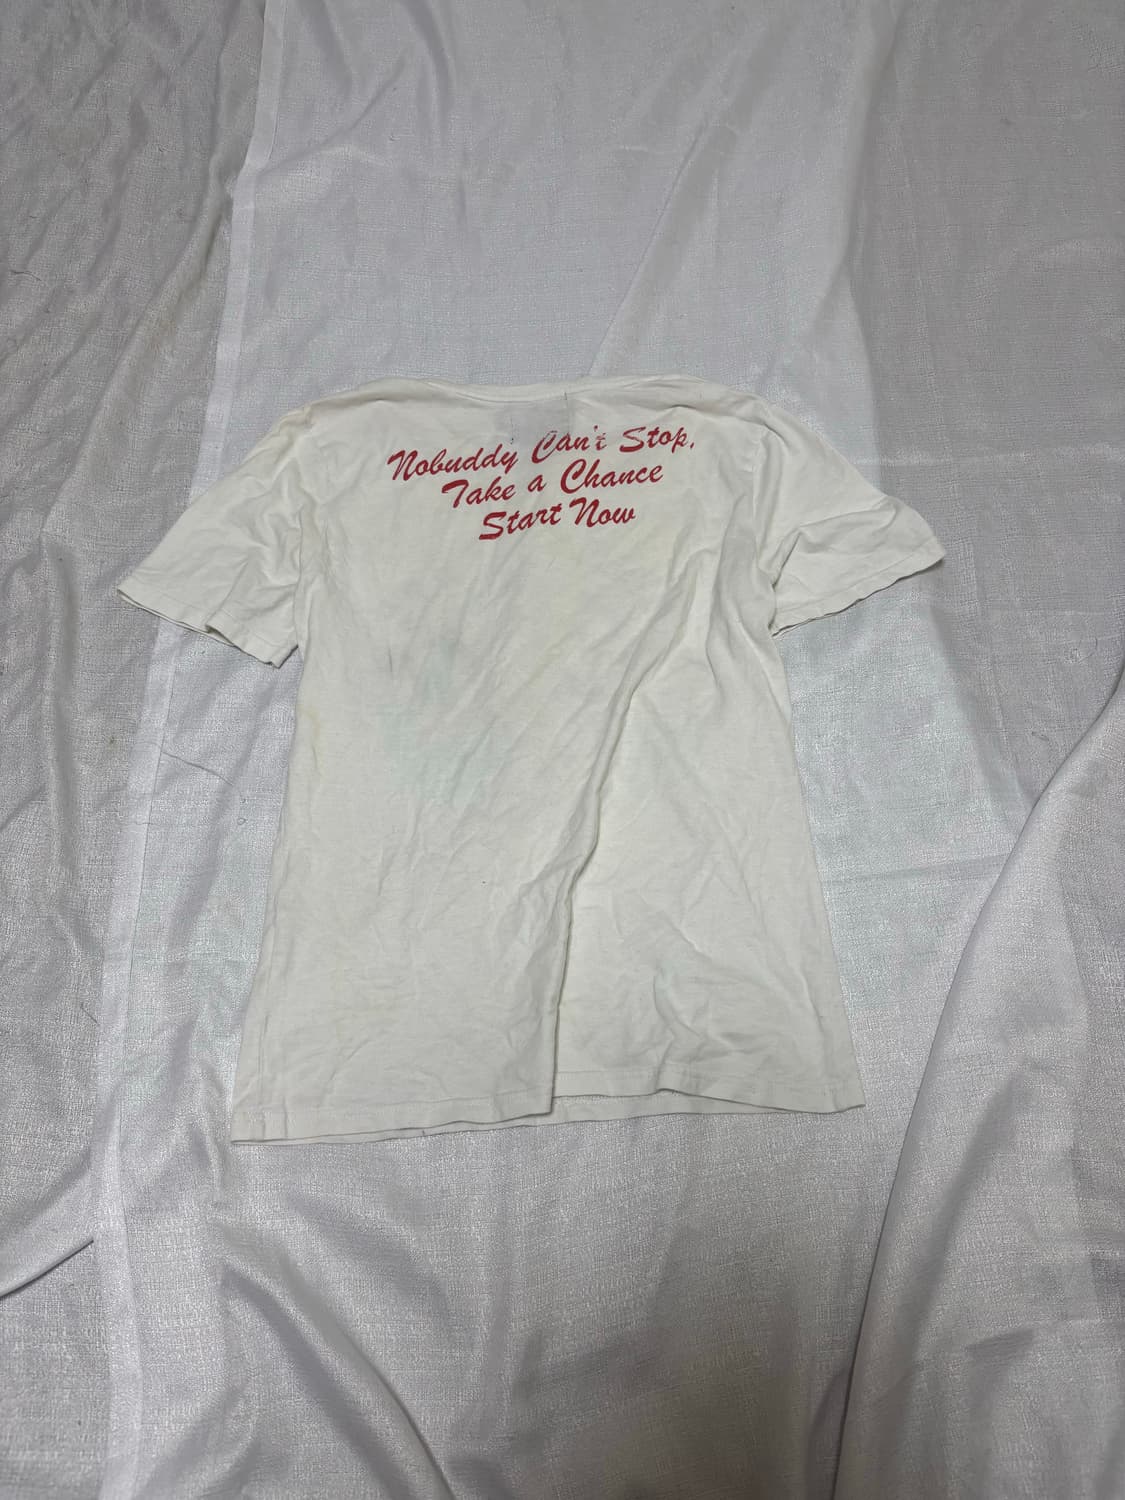 Nobuddy Can't Stop,
Take a Chance
Start Now